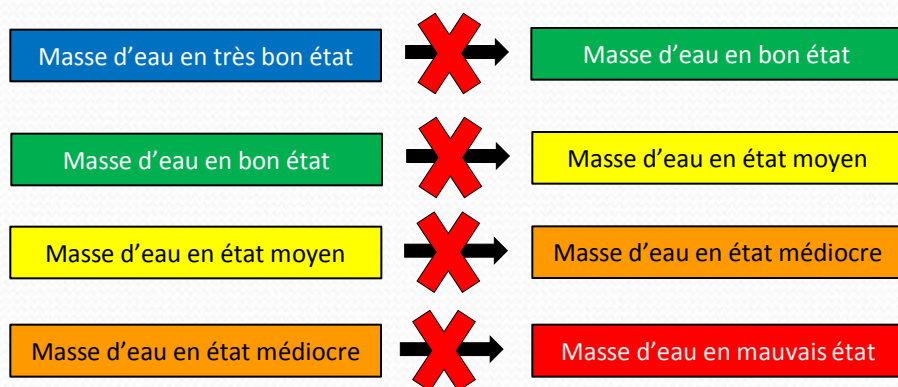 Masse d'eau en très bon état
Masse d'eau en bon état
Masse d'eau en bon état
Masse d'eau en état moyen
Masse d'eau en état moyen
Masse d'eau en état médiocre
Masse d'eau en état médiocre
Masse d'eau en mauvais état